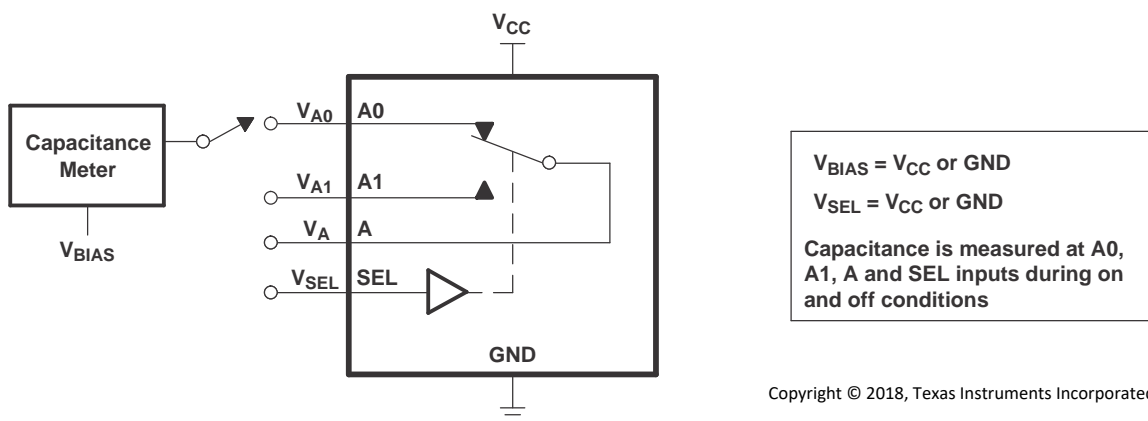 VCC
VA0 A0
Capacitance
Meter
VA1 A1
VA A
VBIAS
VSEL SEL
GND
VBIAS = VCC or GND
VSEL = VCC or GND
Capacitance is measured at A0,
A1, A and SEL inputs during on
and off conditions
Copyright © 2018, Texas Instruments Incorporated